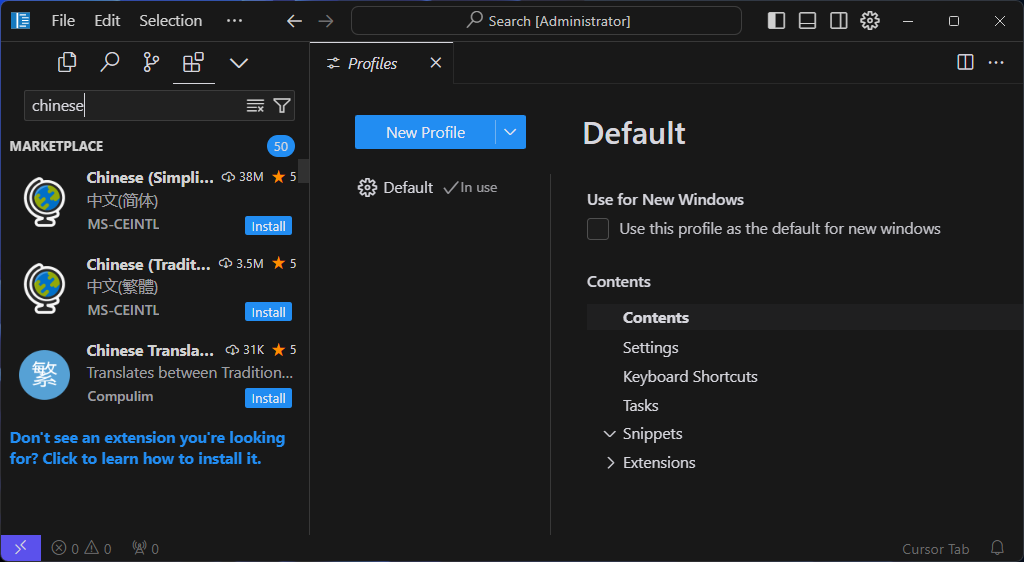 File Edit Selection ··· Search [Administrator]
Profiles
chinese
MARKETPLACE 50
Chinese (Simpli... 38M 5
中文(简体)
MS-CEINTL Install
Chinese (Tradit... 3.5M 5
中文(繁體)
MS-CEINTL Install
繁
Chinese Transla... 31K 5
Translates between Tradition...
Compulim Install
Don't see an extension you're looking
for? Click to learn how to install it.
New Profile
Default In use
Default
Use for New Windows
Use this profile as the default for new windows
Contents
Contents
Settings
Keyboard Shortcuts
Tasks
Snippets
Extensions
0 0 0 Cursor Tab